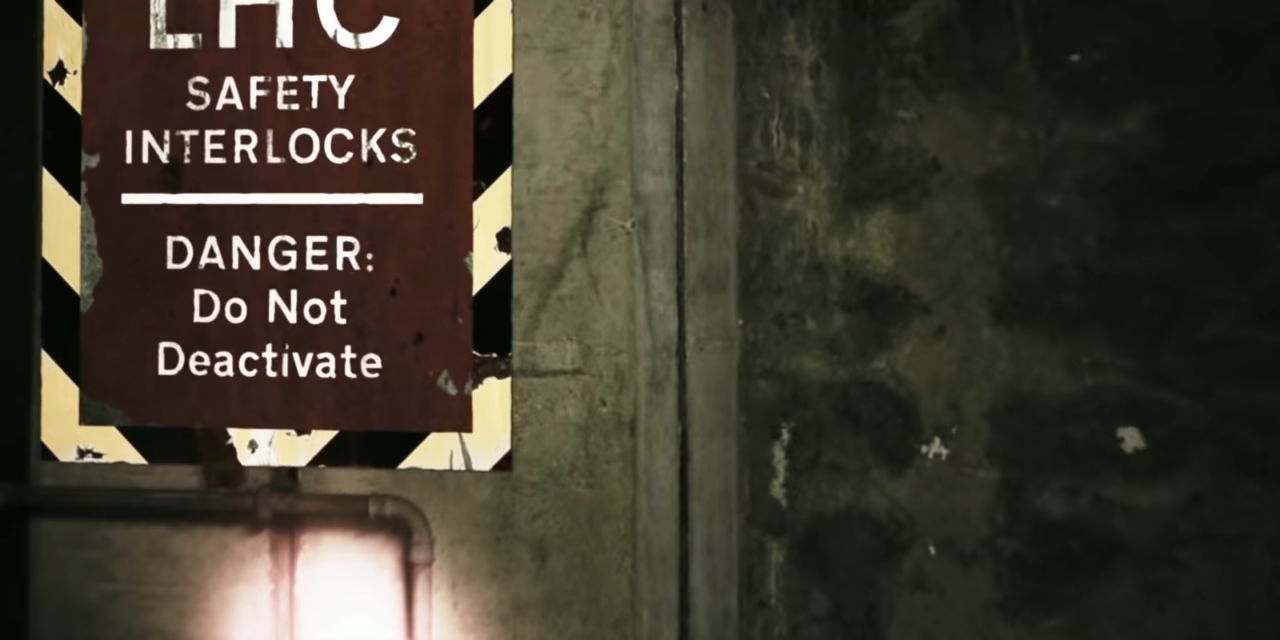 LHC
SAFETY
INTERLOCKS
DANGER:
Do Not
Deactivate